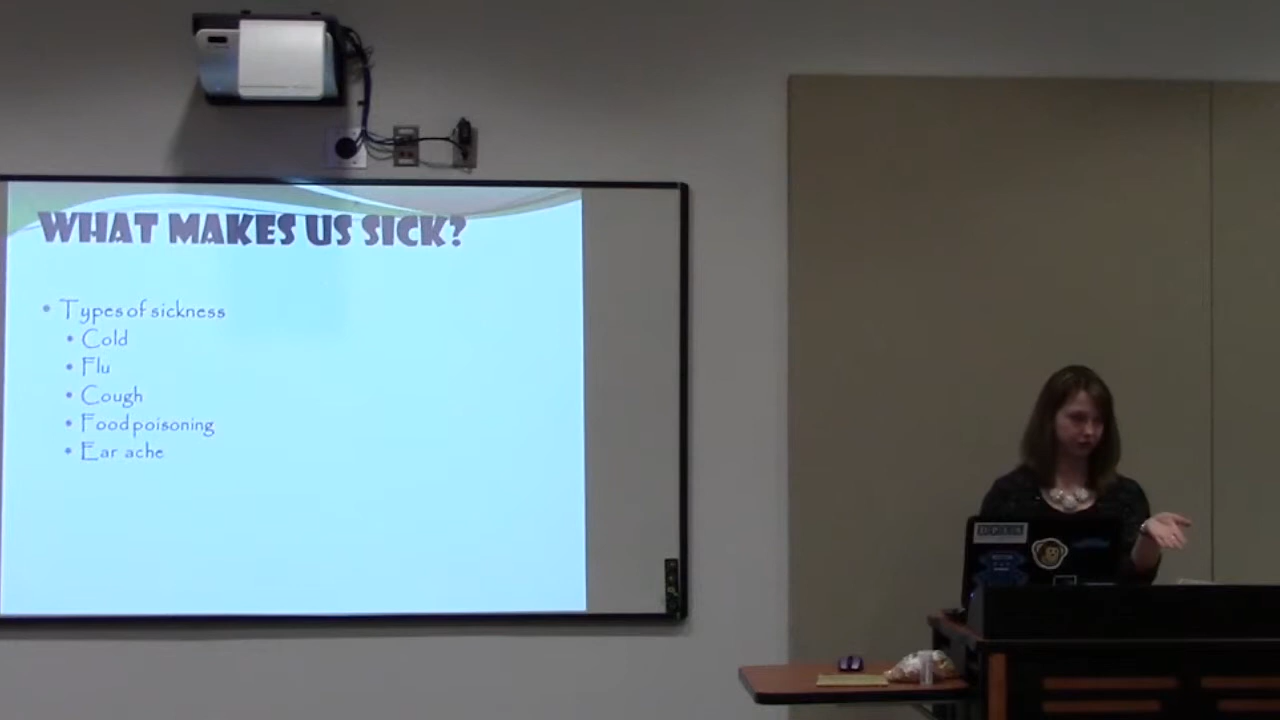 WHAT MAKES US SICK?
• Types of sickness
• Cold
• Flu
• Cough
• Food poisoning
• Ear ache